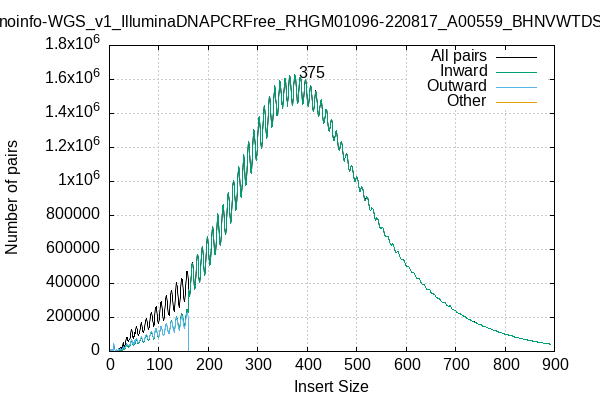 noinfo-WGS_v1_IlluminaDNAPCRFree_RHGM01096-220817_A00559_BHNVWTDS
1.8x10^6
1.6x10^6
1.4x10^6
1.2x10^6
1x10^6
800000
600000
400000
200000
0
Number of pairs
375
All pairs
Inward
Outward
Other
0 100 200 300 400 500 600 700 800 900
Insert Size